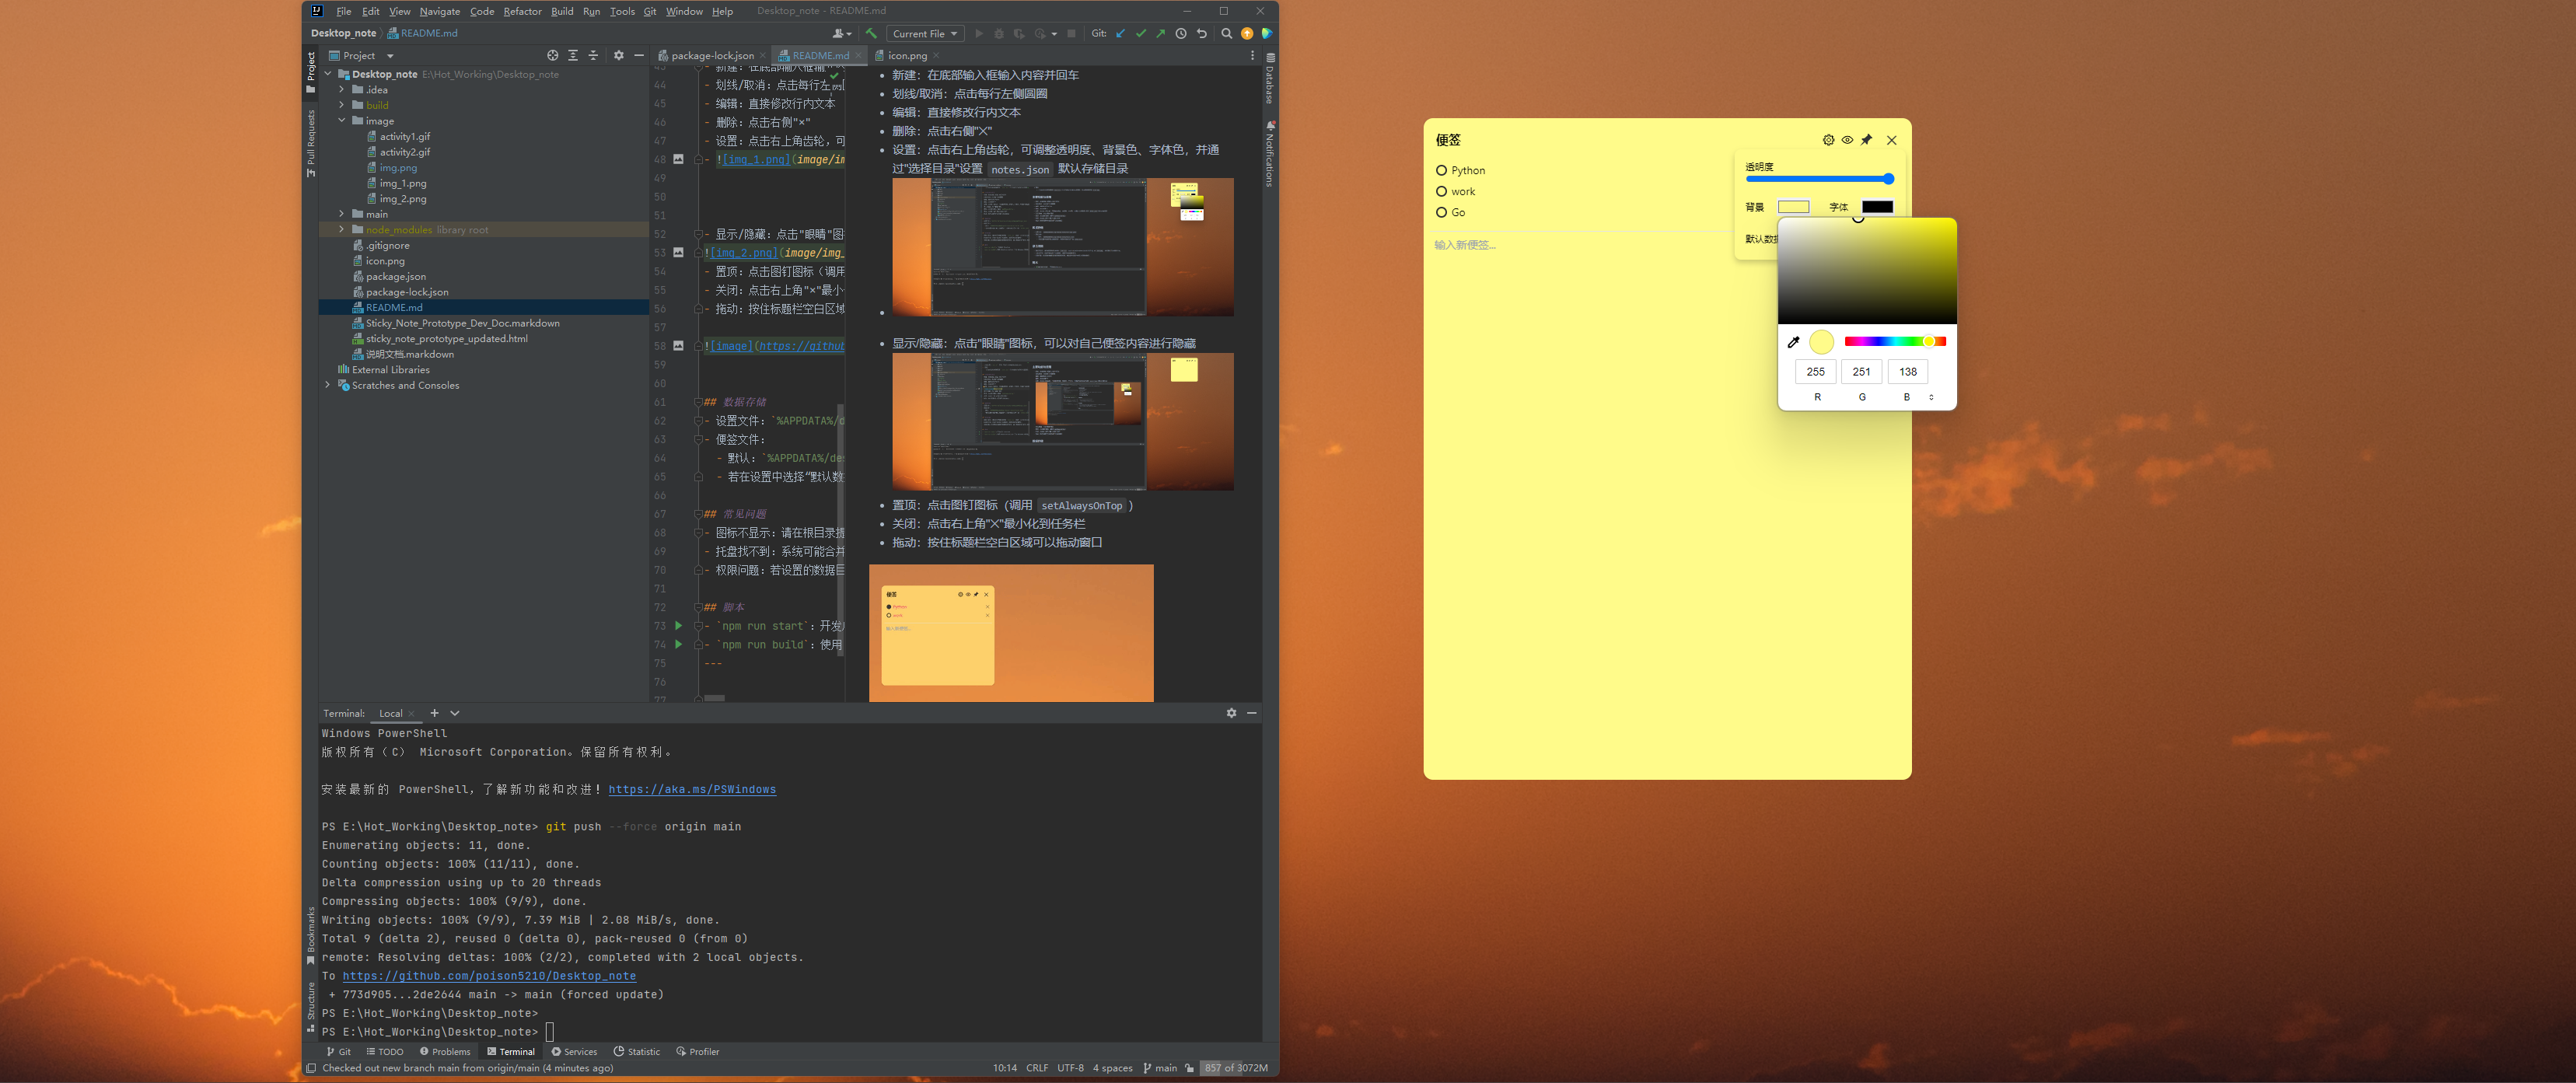 File Edit View Navigate Code Refactor Build Run Tools Git Window Help Desktop_note - README.md
Desktop_note README.md Current File Git:
Project
package-lock.json README.md icon.png
Project
Pull Requests
Bookmarks
Structure
Database
Notifications
Desktop_note E:\Hot_Working\Desktop_note
.idea
build
image
activity1.gif
activity2.gif
img.png
img_1.png
img_2.png
main
node_modules library root
.gitignore
icon.png
package.json
package-lock.json
README.md
Sticky_Note_Prototype_Dev_Doc.markdown
sticky_note_prototype_updated.html
说明文档.markdown
External Libraries
Scratches and Consoles
44 - 划线/取消：点击每行左
45 - 编辑：直接修改行内文本
46 - 删除：点击右侧"×"
47 - 设置：点击右上角齿轮，可
48 - ![img_1.png](image/im
49
50
51
52 - 显示/隐藏：点击"眼睛"图
53 ![img_2.png](image/img_
54 - 置顶：点击图钉图标（调用
55 - 关闭：点击右上角"×"最小
56 - 拖动：按住标题栏空白区域
57
58 ![image](https://github
59
60
61 ## 数据存储
62 - 设置文件：`%APPDATA%/d
63 - 便签文件：
64 - 默认：`%APPDATA%/des
65 - 若在设置中选择“默认数
66
67 ## 常见问题
68 - 图标不显示：请在根目录提
69 - 托盘找不到：系统可能合并
70 - 权限问题：若设置的数据目
71
72 ## 脚本
73 - `npm run start`：开发
74 - `npm run build`：使用
75 ---
76
77
新建：在底部输入框输入内容并回车
划线/取消：点击每行左侧圆圈
编辑：直接修改行内文本
删除：点击右侧"×"
设置：点击右上角齿轮，可调整透明度、背景色、字体色，并通
过"选择目录"设置 notes.json 默认存储目录
显示/隐藏：点击"眼睛"图标，可以对自己便签内容进行隐藏
置顶：点击图钉图标（调用 setAlwaysOnTop ）
关闭：点击右上角"×"最小化到任务栏
拖动：按住标题栏空白区域可以拖动窗口
便签
Python
work
输入新便签...
Terminal: Local
Windows PowerShell
版权所有（C） Microsoft Corporation。保留所有权利。
安装最新的 PowerShell，了解新功能和改进！https://aka.ms/PSWindows
PS E:\Hot_Working\Desktop_note> git push --force origin main
Enumerating objects: 11, done.
Counting objects: 100% (11/11), done.
Delta compression using up to 20 threads
Compressing objects: 100% (9/9), done.
Writing objects: 100% (9/9), 7.39 MiB | 2.08 MiB/s, done.
Total 9 (delta 2), reused 0 (delta 0), pack-reused 0 (from 0)
remote: Resolving deltas: 100% (2/2), completed with 2 local objects.
To https://github.com/poison5210/Desktop_note
+ 773d905...2de2644 main -> main (forced update)
PS E:\Hot_Working\Desktop_note>
PS E:\Hot_Working\Desktop_note>
Git TODO Problems Terminal Services Statistic Profiler
Checked out new branch main from origin/main (4 minutes ago) 10:14 CRLF UTF-8 4 spaces main 857 of 3072M
便签
Python
work
Go
输入新便签...
透明度
背景 字体
默认数
255 251 138
R G B